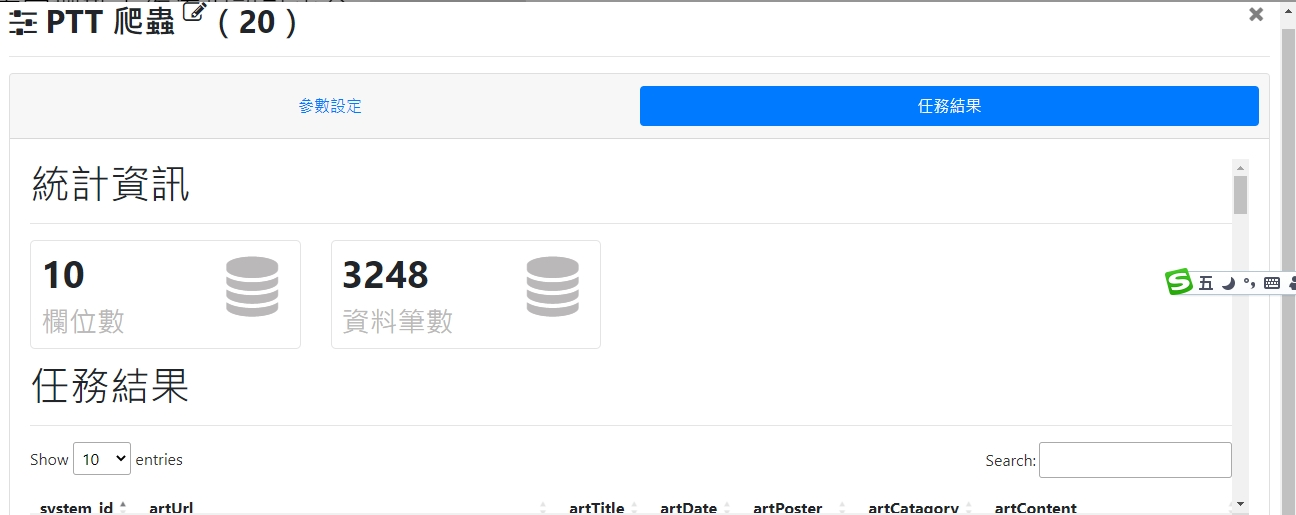 PTT 爬蟲 ( 20 )
參數設定
任務結果
統計資訊
10
欄位數
3248
資料筆數
五
任務結果
Show 10 entries
Search:
system_id artUrl artTitle artDate artPoster artCatagory artContent